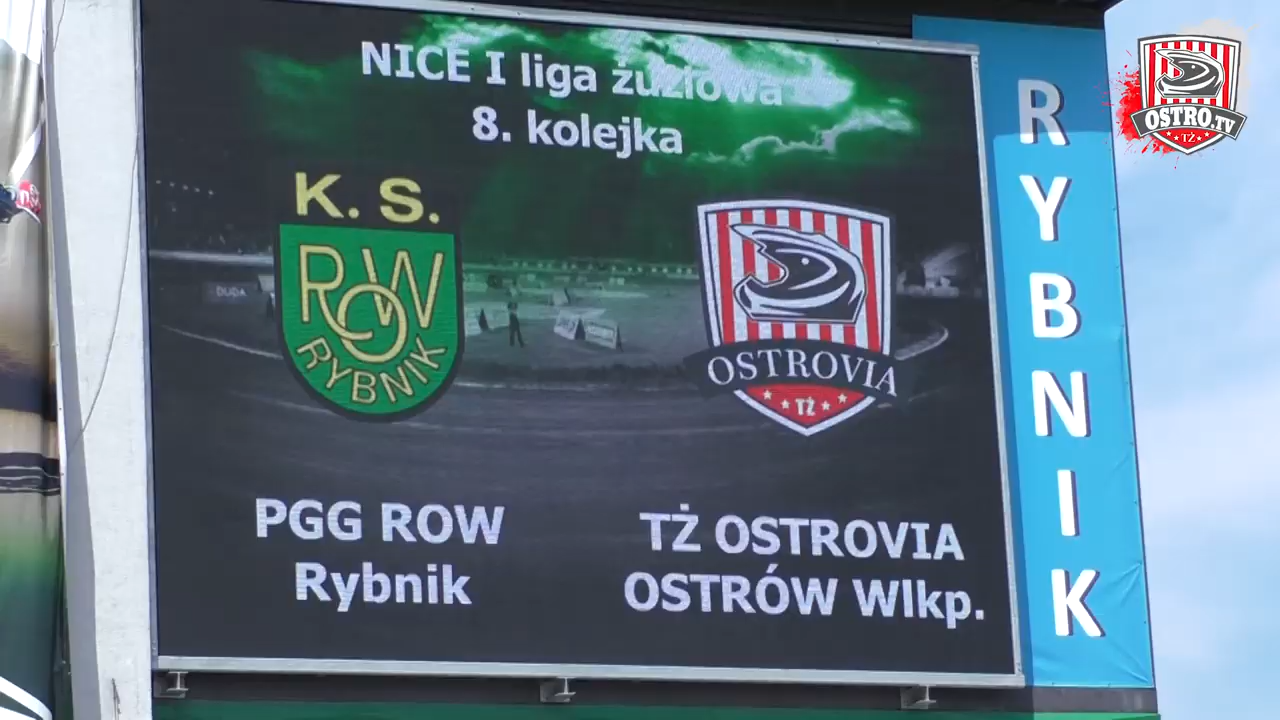 NICE I liga żużlowa
8. kolejka
K. S.
ROW
RYBNIK
OSTROVIA
TŻ
PGG ROW
Rybnik
TŻ OSTROVIA
OSTRÓW Wlkp.
RYBNIK
OSTRO.TV
TŻ
DUDA